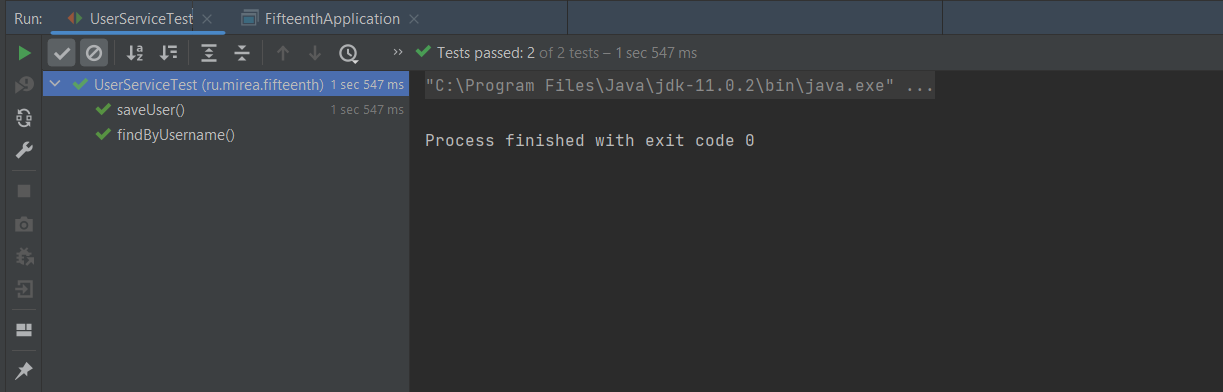 Run: UserServiceTest FifteenthApplication
Tests passed: 2 of 2 tests – 1 sec 547 ms
UserServiceTest (ru.mirea.fifteenth) 1 sec 547 ms
saveUser() 1 sec 547 ms
findByUsername()
"C:\Program Files\Java\jdk-11.0.2\bin\java.exe" ...
Process finished with exit code 0